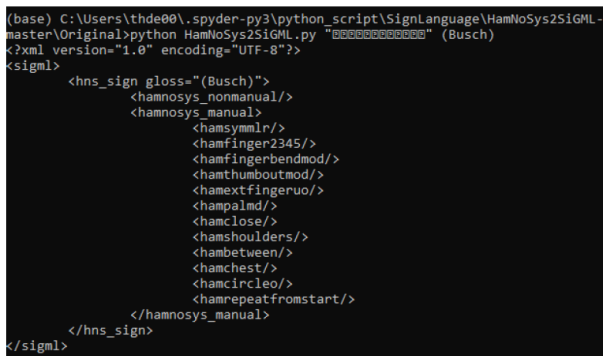 (base) C:\Users\thde00\.spyder-py3\python_script\SignLanguage\HamNoSys2SiGML-
master\Original>python HamNoSys2SiGML.py "⍰⍰⍰⍰⍰⍰⍰⍰⍰⍰⍰⍰" (Busch)
<?xml version="1.0" encoding="UTF-8"?>
<sigml>
<hns_sign gloss="(Busch)">
<hamnosys_nonmanual/>
<hamnosys_manual>
<hamsymmlr/>
<hamfinger2345/>
<hamfingerbendmod/>
<hamthumboutmod/>
<hamextfingeruo/>
<hampalmd/>
<hamclose/>
<hamshoulders/>
<hambetween/>
<hamchest/>
<hamcircleo/>
<hamrepeatfromstart/>
</hamnosys_manual>
</hns_sign>
</sigml>